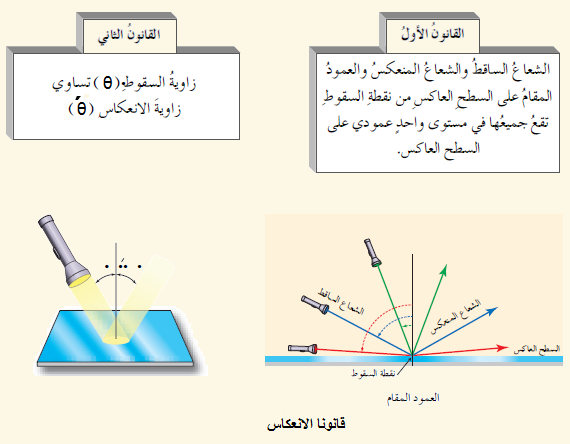 القانونُ الأولُ
الشعاعُ الساقطُ والشعاعُ المنعكسُ والعمودُ
المقامُ على السطحِ العاكسِ من نقطةِ السقوطِ
تقعُ جميعُها في مستوى واحدٍ عمودي على
السطح العاكس.
القانونُ الثاني
زاويةُ السقوطِ (θ) تساوي
زاويةَ الانعكاس (θ́)
الشعاع الساقط
الشعاع المنعكس
السطح العاكس
نقطة السقوط
العمود المقام
قانونا الانعكاس